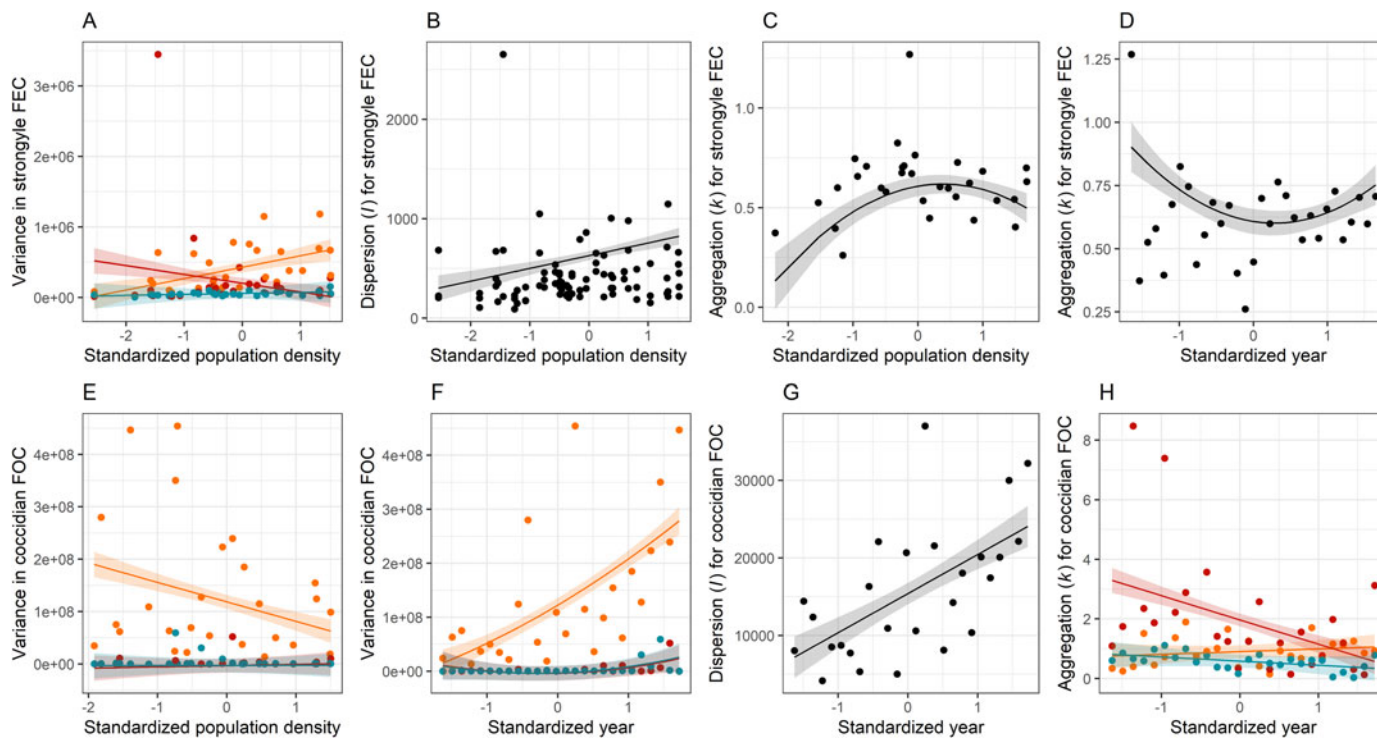 A
Variance in strongyle FEC
3e+06
2e+06
1e+06
0e+00
-2 -1 0 1
Standardized population density
B
Dispersion (I) for strongyle FEC
2000
1000
0
-2 -1 0 1
Standardized population density
C
Aggregation (k) for strongyle FEC
1.0
0.5
0.0
-2 -1 0 1
Standardized population density
D
Aggregation (k) for strongyle FEC
1.25
1.00
0.75
0.50
0.25
-1 0 1
Standardized year
E
Variance in coccidian FOC
4e+08
3e+08
2e+08
1e+08
0e+00
-2 -1 0 1
Standardized population density
F
Variance in coccidian FOC
4e+08
3e+08
2e+08
1e+08
0e+00
-1 0 1
Standardized year
G
Dispersion (I) for coccidian FOC
30000
20000
10000
-1 0 1
Standardized year
H
Aggregation (k) for coccidian FOC
8
6
4
2
0
-1 0 1
Standardized year